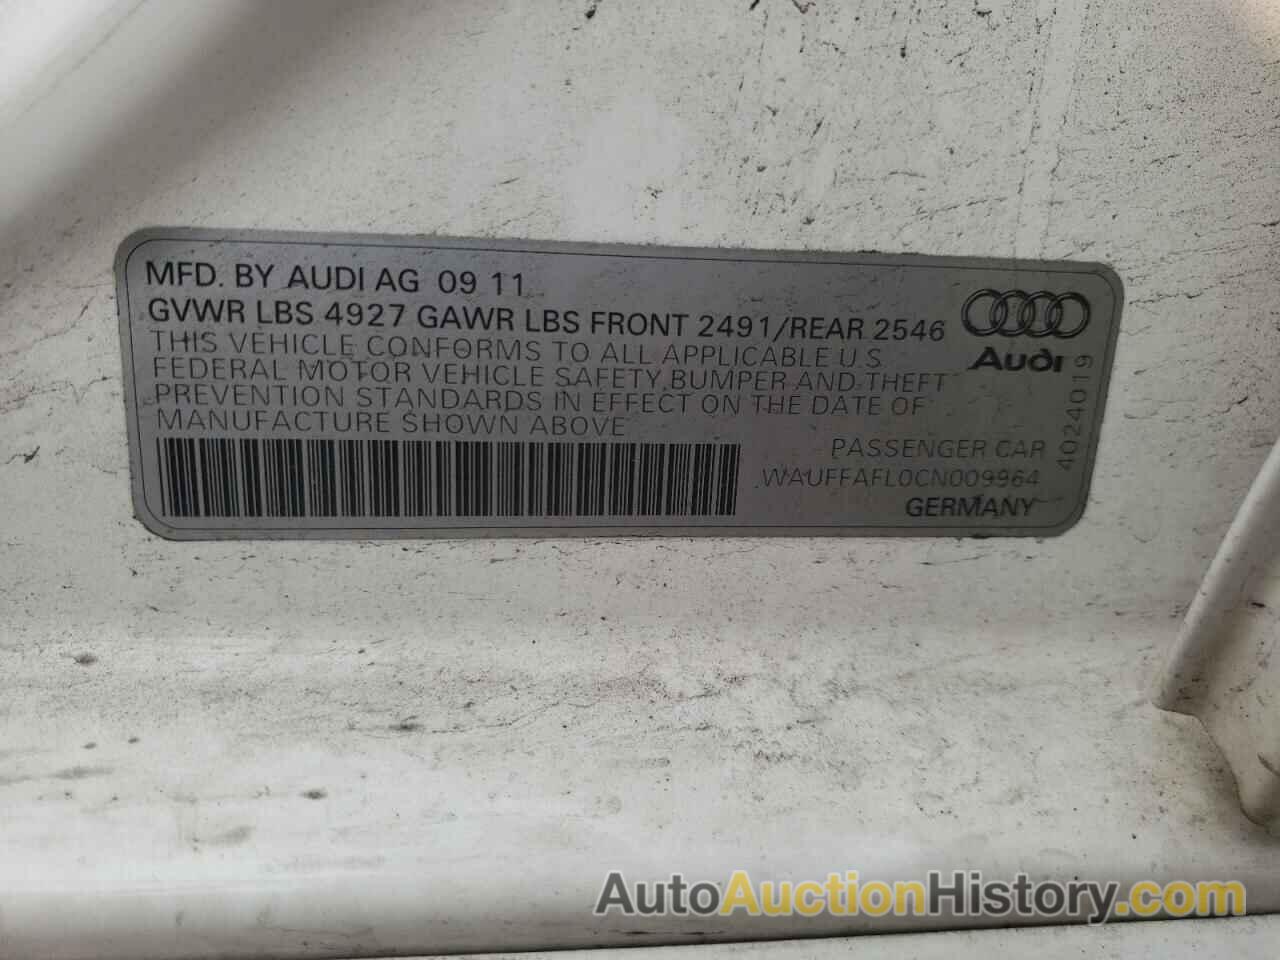 MFD. BY AUDI AG 09 11
GVWR LBS 4927 GAWR LBS FRONT 2491/REAR 2546
THIS VEHICLE CONFORMS TO ALL APPLICABLE U.S.
FEDERAL MOTOR VEHICLE SAFETY, BUMPER AND THEFT
PREVENTION STANDARDS IN EFFECT ON THE DATE OF
MANUFACTURE SHOWN ABOVE
Audi
4024019
PASSENGER CAR
WAUFFAFL0CN009964
GERMANY
AutoAuctionHistory.com